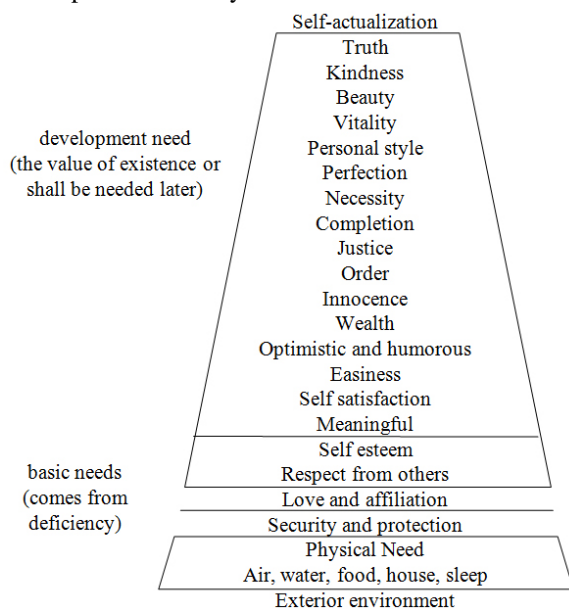 Self-actualization
Truth
Kindness
Beauty
Vitality
Personal style
Perfection
Necessity
Completion
Justice
Order
Innocence
Wealth
Optimistic and humorous
Easiness
Self satisfaction
Meaningful
development need
(the value of existence or
shall be needed later)
Self esteem
Respect from others
Love and affiliation
Security and protection
Physical Need
Air, water, food, house, sleep
basic needs
(comes from
deficiency)
Exterior environment